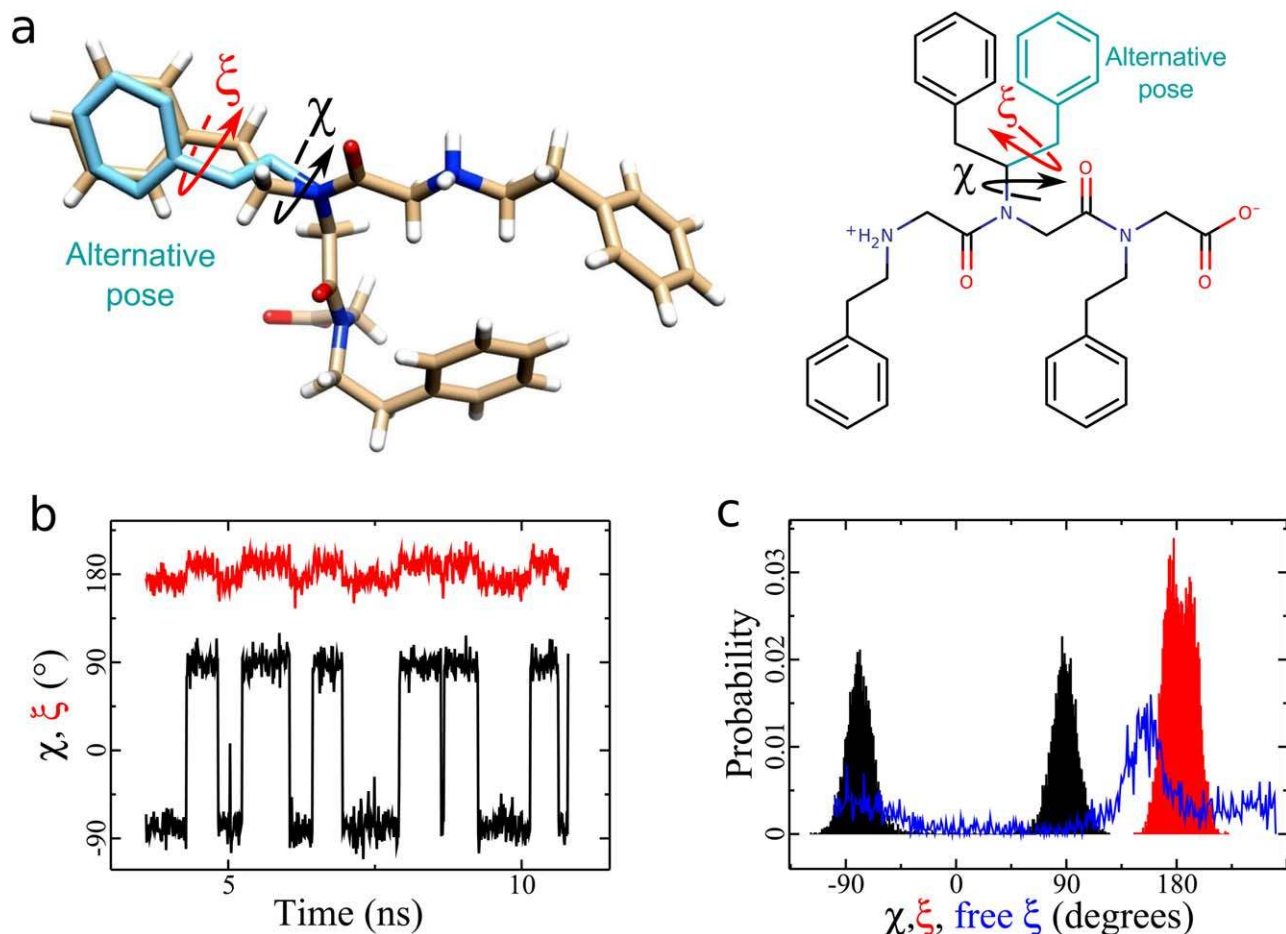 a
ξ
χ
Alternative
pose
Alternative
pose
ξ
χ
O
N
O⁻
⁺H₂N
N
O
O
b
χ, ξ (°)
180
90
0
-90
5
10
Time (ns)
c
Probability
0.03
0.02
0.01
0
-90
0
90
180
χ,ξ, free ξ (degrees)